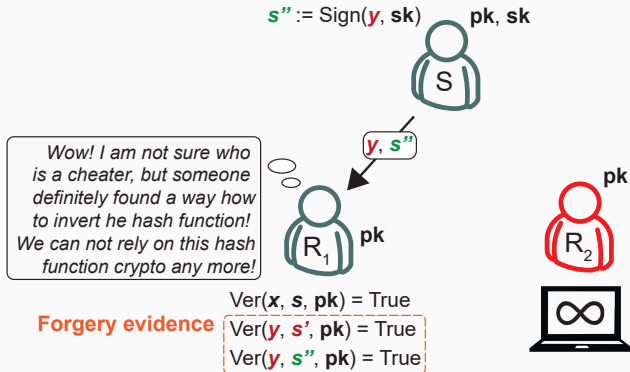 s” := Sign(y, sk)
pk, sk
S
y, s”
Wow! I am not sure who
is a cheater, but someone
definitely found a way how
to invert he hash function!
We can not rely on this hash
function crypto any more!
R1
pk
pk
R2
∞
Ver(x, s, pk) = True
Forgery evidence
Ver(y, s’, pk) = True
Ver(y, s”, pk) = True